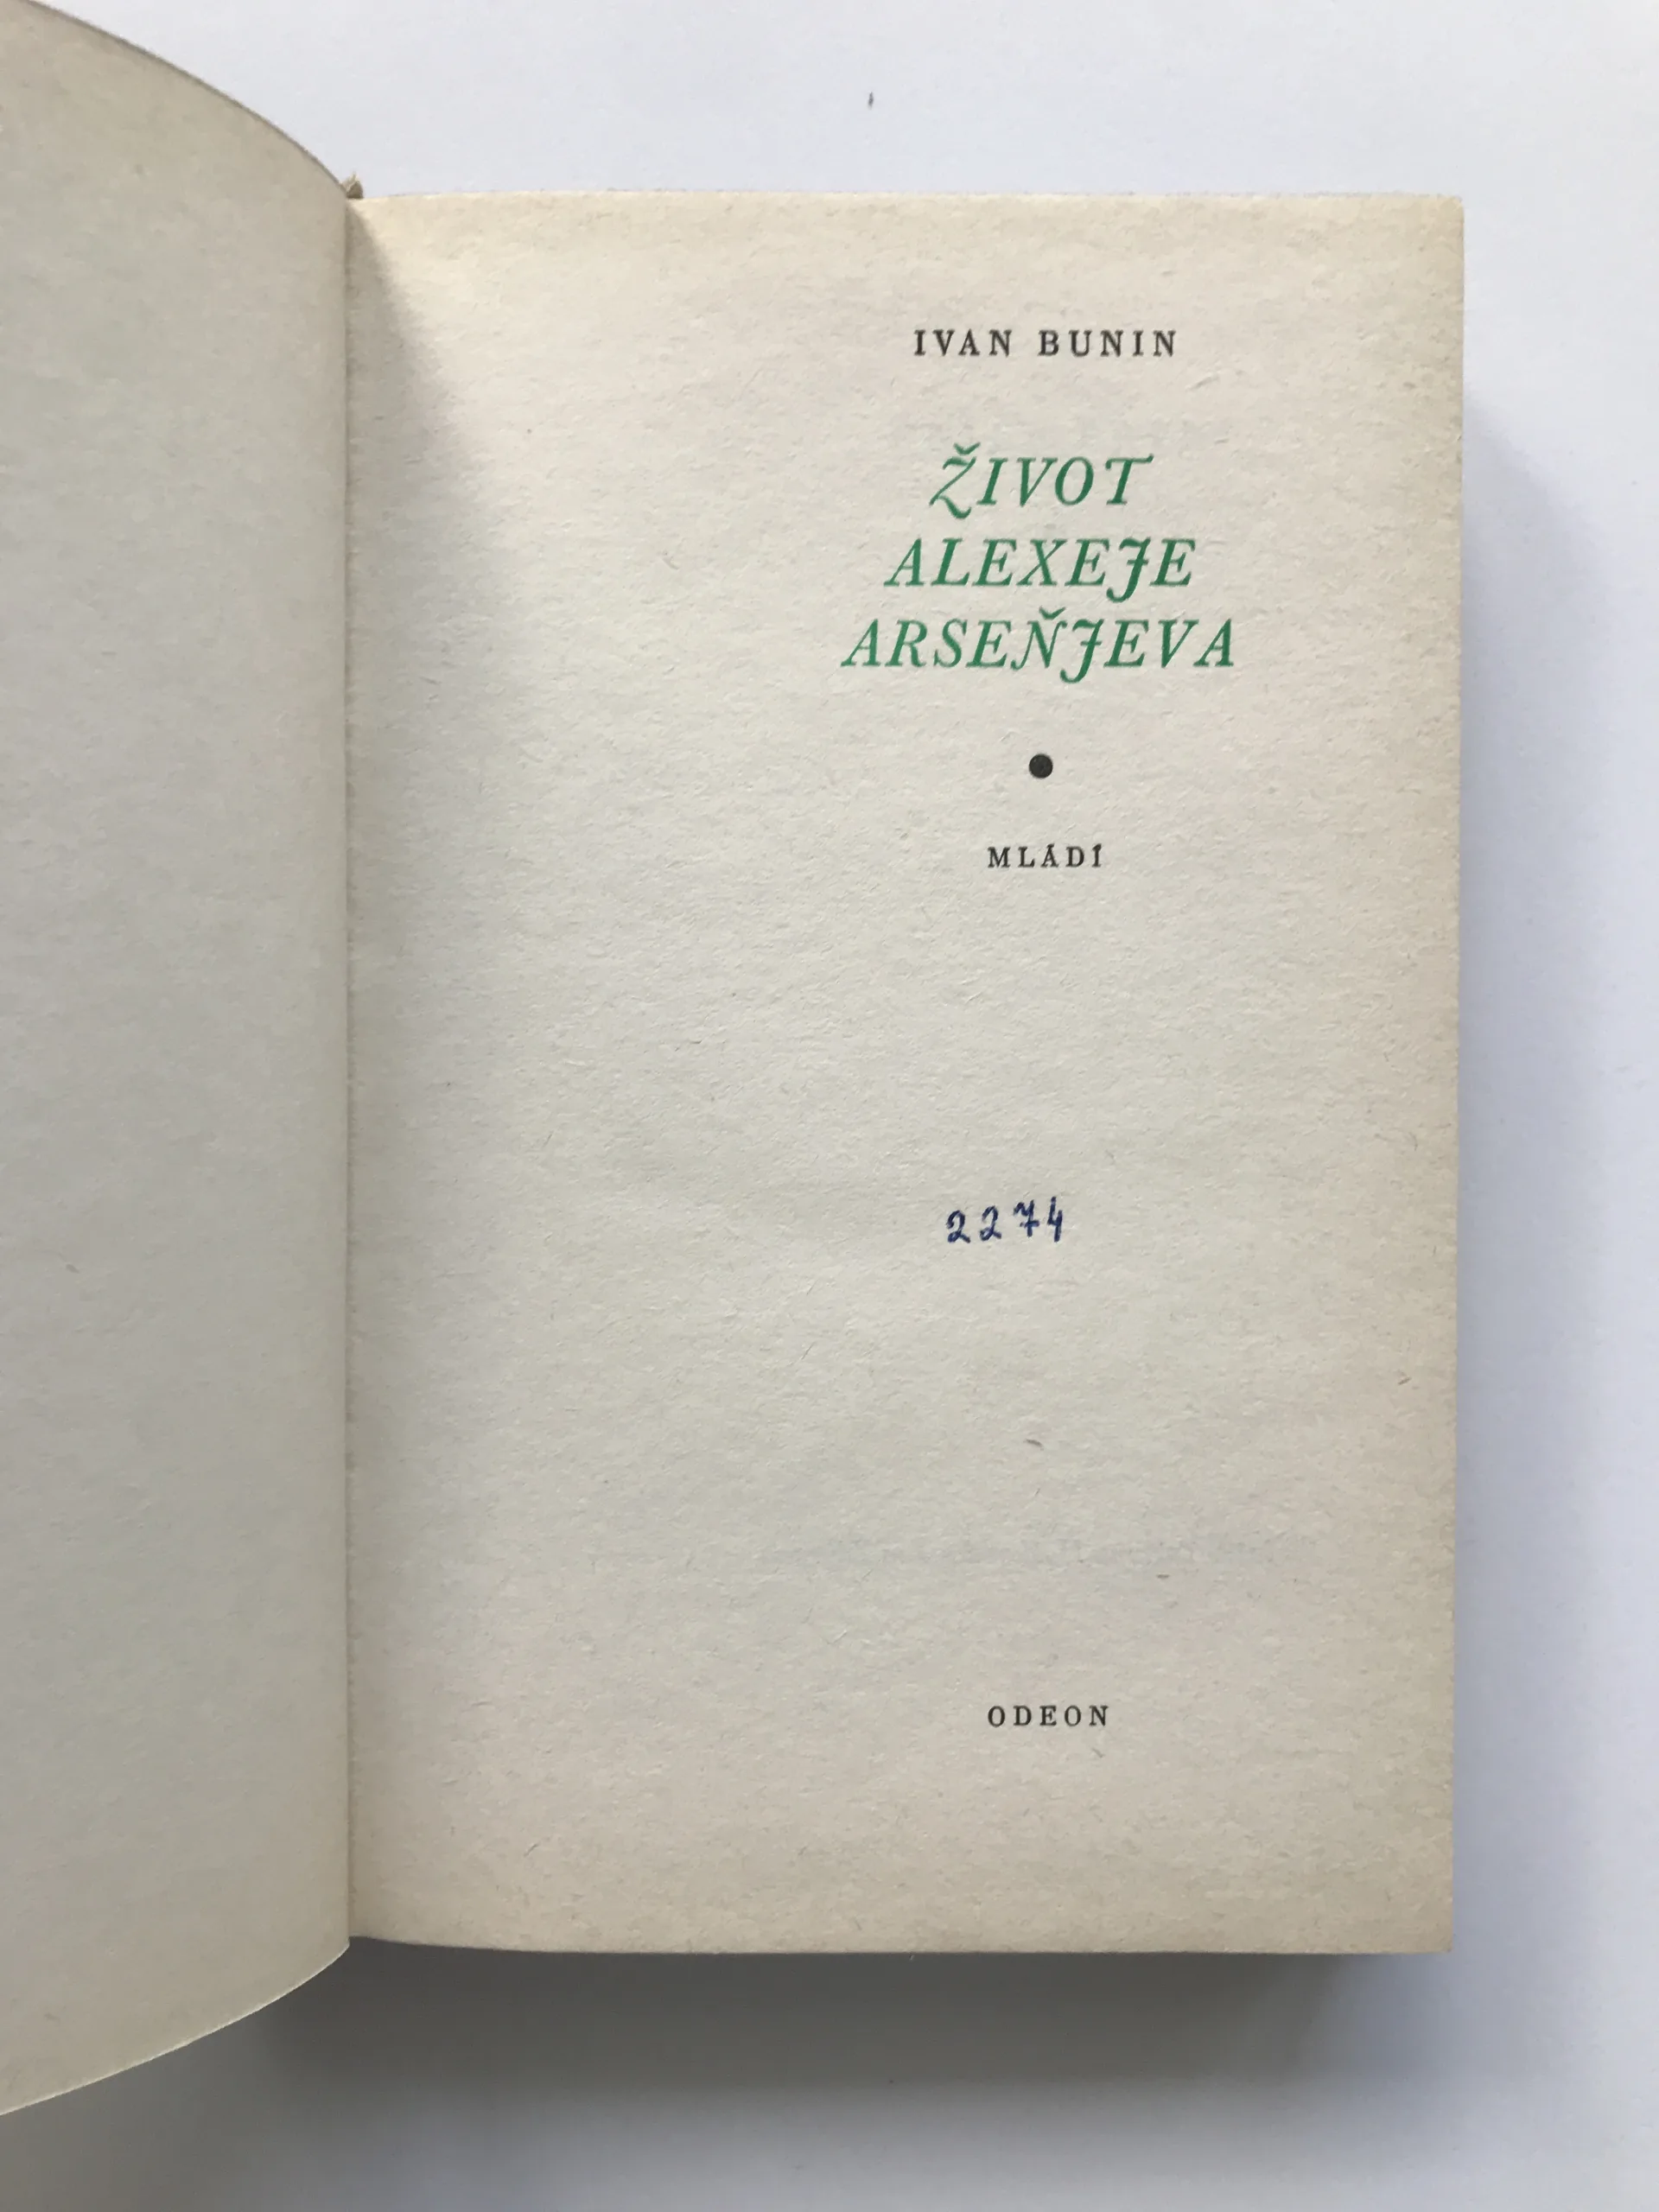 IVAN BUNIN
ŽIVOT
ALEXEJE
ARSEŇJEVA
●
MLÁDÍ
2274
ODEON